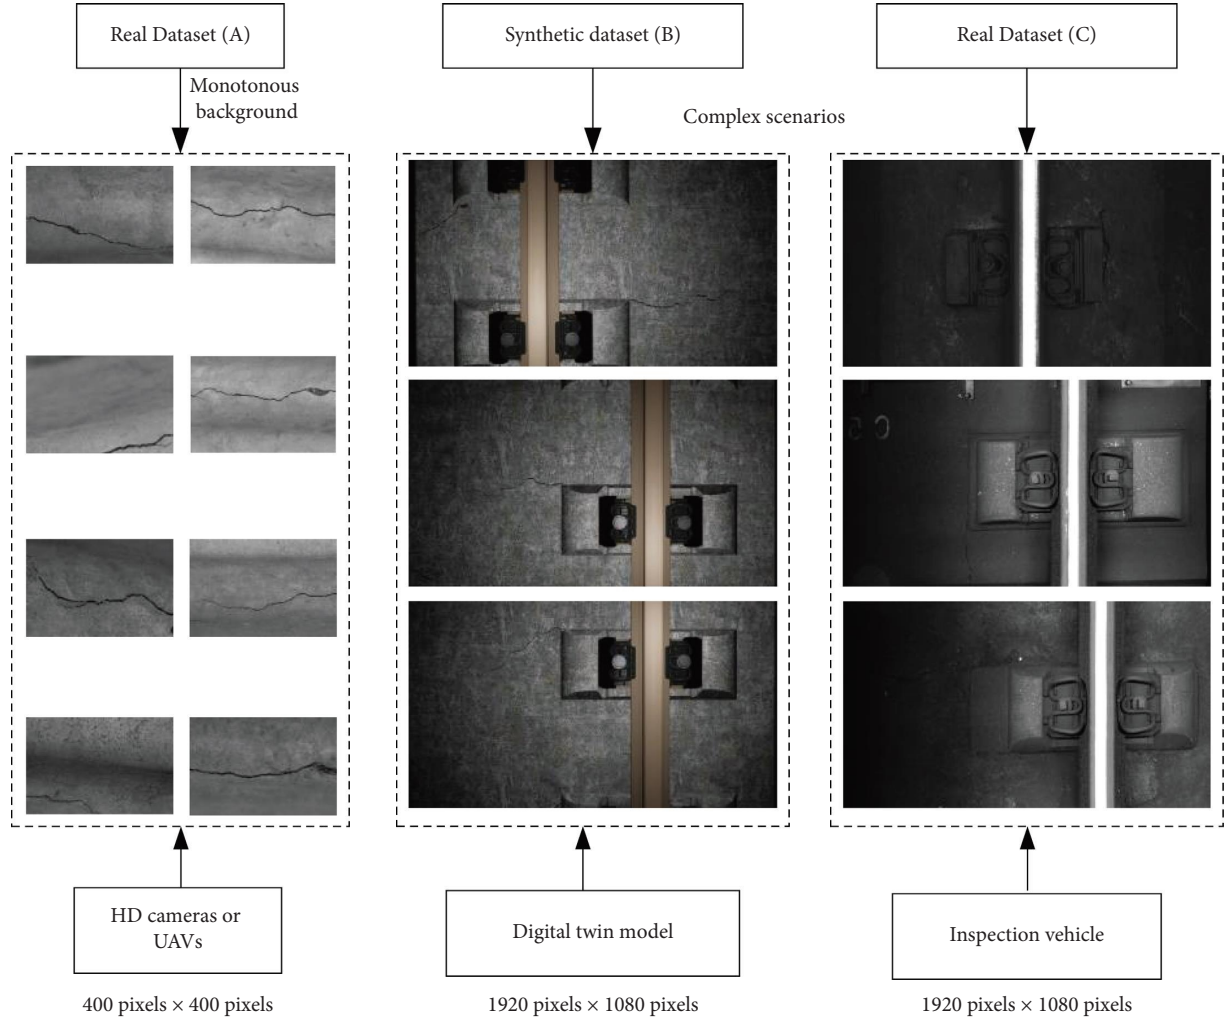 Real Dataset (A)
Synthetic dataset (B)
Real Dataset (C)
Monotonous
background
Complex scenarios
HD cameras or
UAVs
Digital twin model
Inspection vehicle
400 pixels × 400 pixels
1920 pixels × 1080 pixels
1920 pixels × 1080 pixels